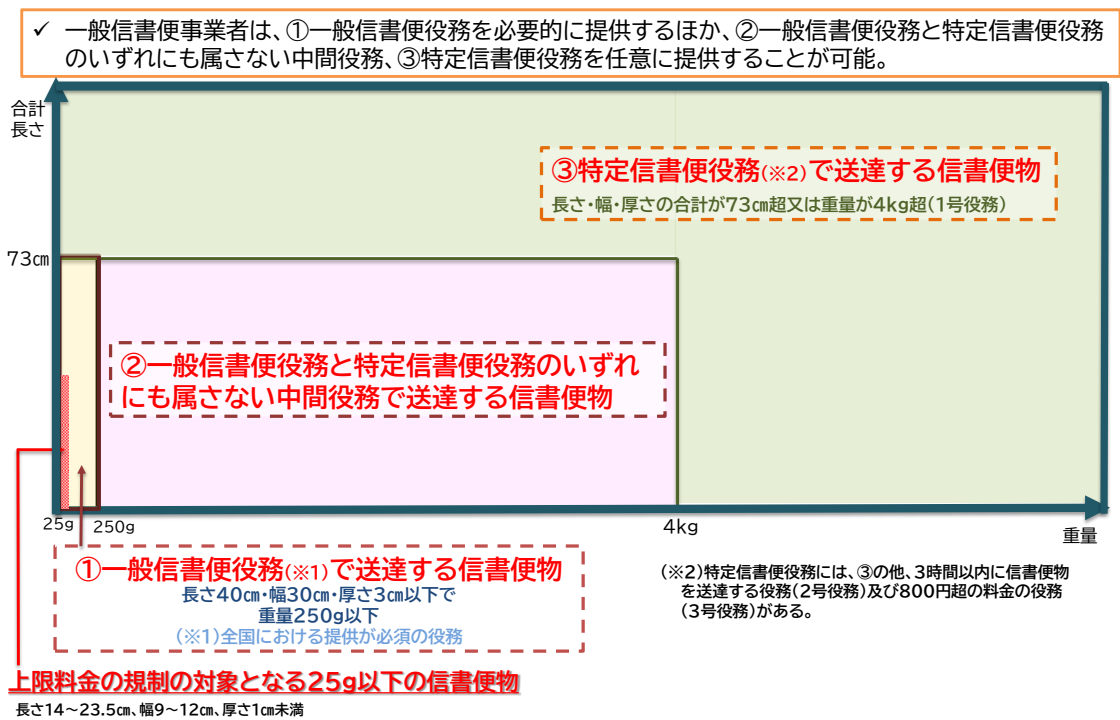 ✓ 一般信書便事業者は、①一般信書便役務を必要的に提供するほか、②一般信書便役務と特定信書便役務
のいずれにも属さない中間役務、③特定信書便役務を任意に提供することが可能。
合計
長さ
③特定信書便役務(※2)で送達する信書便物
長さ・幅・厚さの合計が73㎝超又は重量が4kg超(1号役務)
73㎝
②一般信書便役務と特定信書便役務のいずれ
にも属さない中間役務で送達する信書便物
25g 250g 4kg
重量
①一般信書便役務(※1)で送達する信書便物
長さ40㎝・幅30㎝・厚さ3㎝以下で
重量250g以下
(※1)全国における提供が必須の役務
(※2)特定信書便役務には、③の他、3時間以内に信書便物
を送達する役務(2号役務)及び800円超の料金の役務
(3号役務)がある。
上限料金の規制の対象となる25g以下の信書便物
長さ14~23.5㎝、幅9~12㎝、厚さ1㎝未満